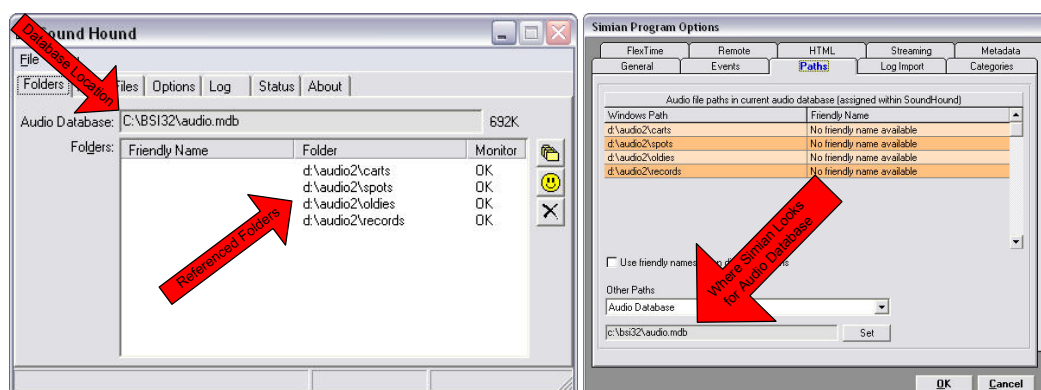 Sound Hound
Database Location
File
Folders
Files
Options
Log
Status
About
Audio Database:
C:\BSI32\audio.mdb
692K
Folders:
Friendly Name
Folder
Monitor
d:\audio2\carts
OK
d:\audio2\spots
OK
d:\audio2\oldies
OK
d:\audio2\records
OK
Referenced Folders
Simian Program Options
FlexTime
Remote
HTML
Streaming
Metadata
General
Events
Paths
Log Import
Categories
Audio file paths in current audio database (assigned within SoundHound)
Windows Path
Friendly Name
d:\audio2\carts
No friendly name available
d:\audio2\spots
No friendly name available
d:\audio2\oldies
No friendly name available
d:\audio2\records
No friendly name available
Where Simian Looks
for Audio Database
Use friendly names
Other Paths
Audio Database
c:\bsi32\audio.mdb
Set
OK
Cancel